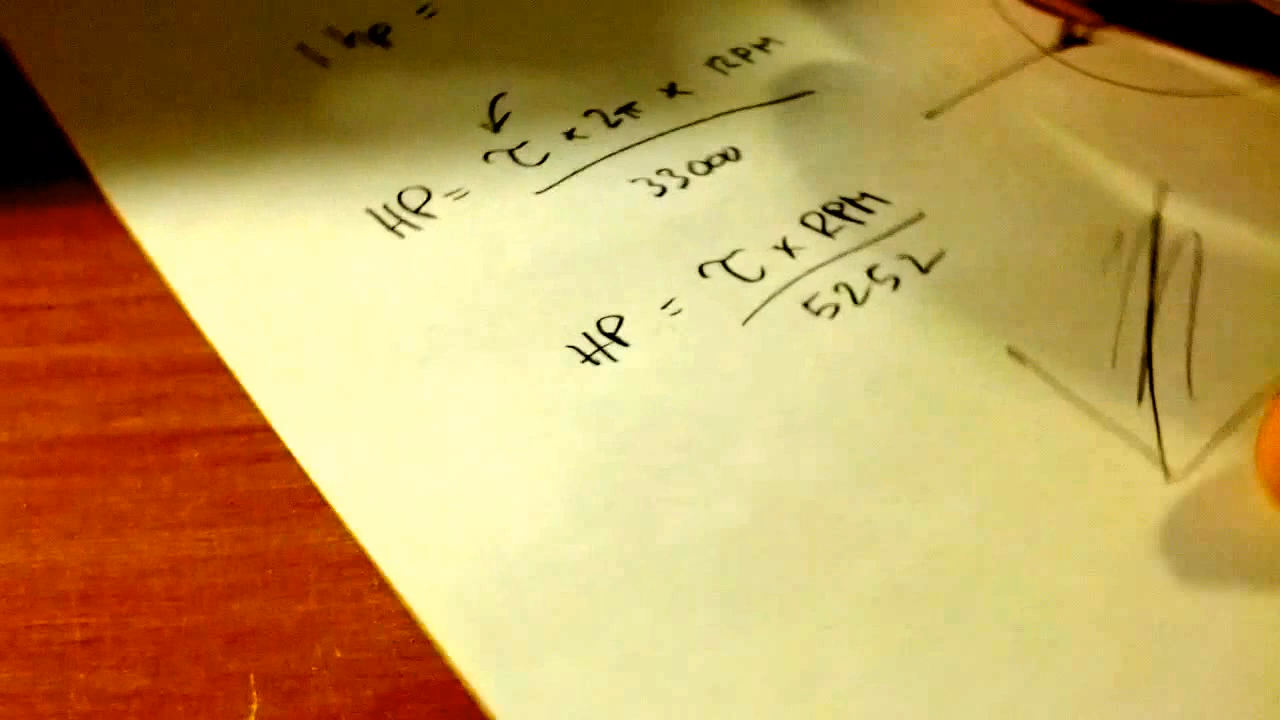 1 hp =
HP = τ × 2π × RPM
33000
HP = τ × RPM
5252